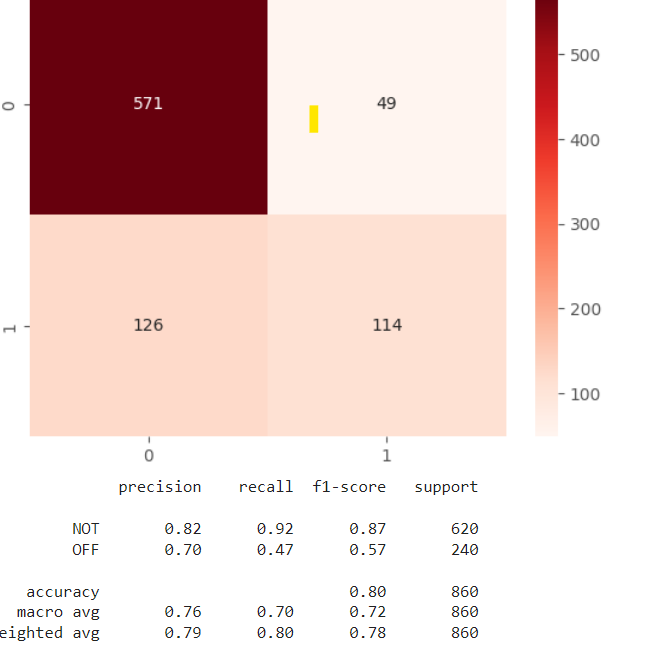 500
0 571 49
400
300
1 126 114
200
100
0 1
precision recall f1-score support
NOT 0.82 0.92 0.87 620
OFF 0.70 0.47 0.57 240
accuracy 0.80 860
macro avg 0.76 0.70 0.72 860
eighted avg 0.79 0.80 0.78 860